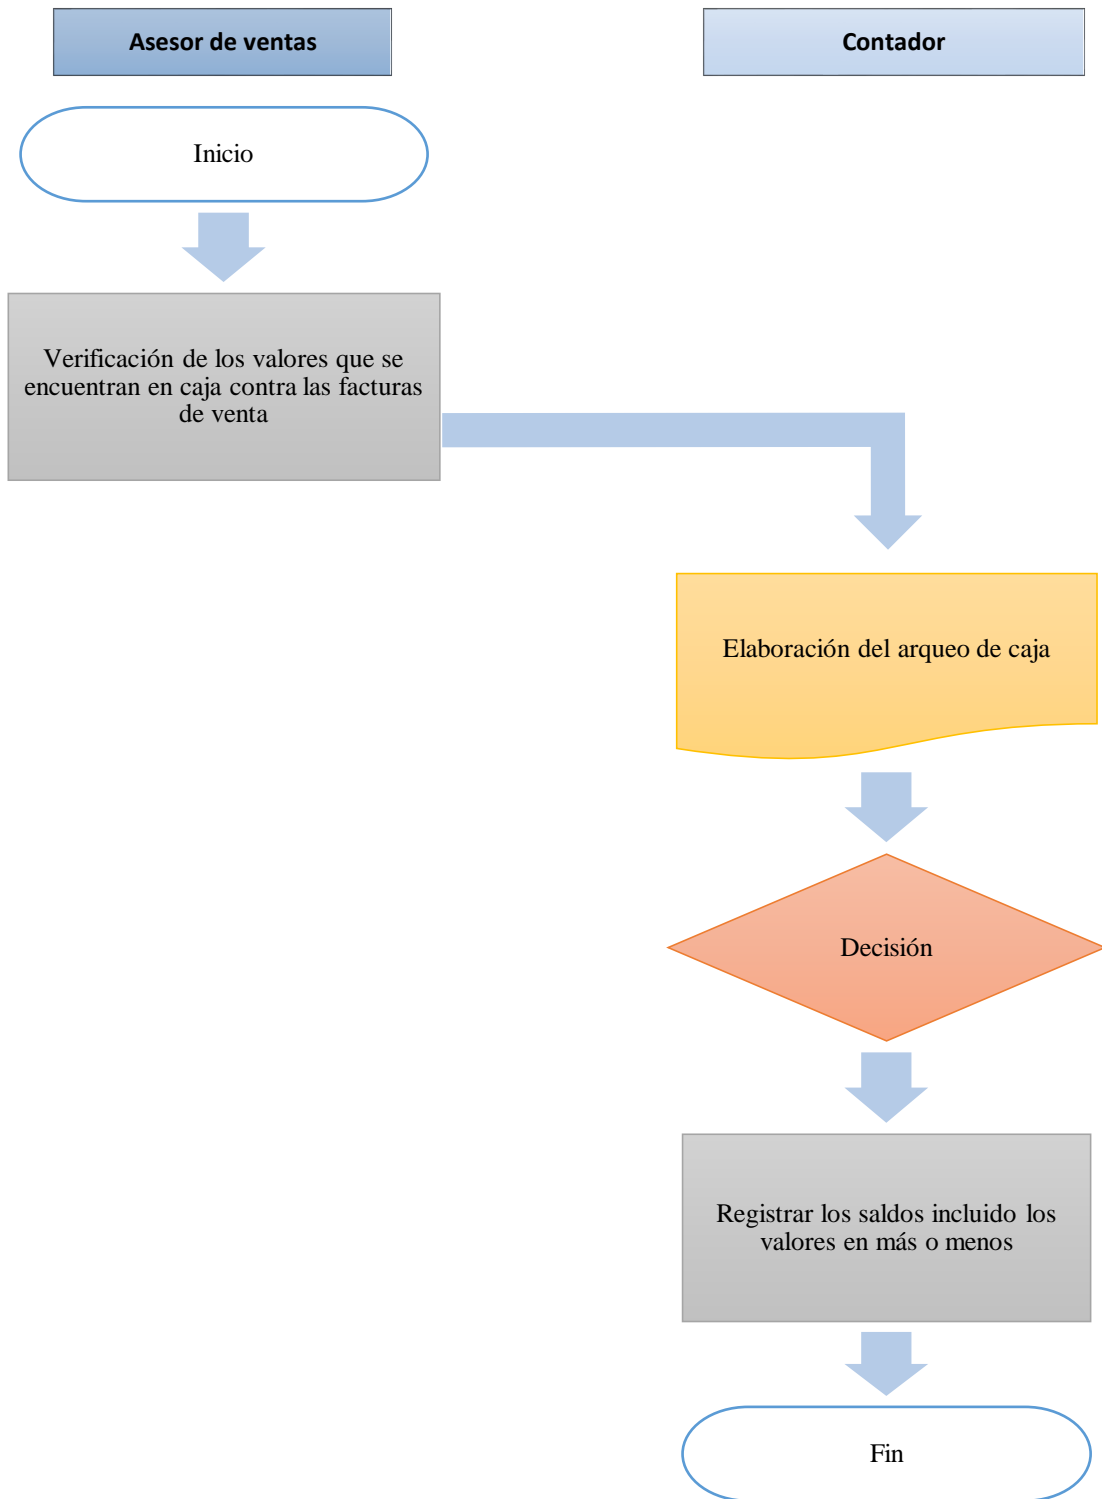 Asesor de ventas
Contador
Inicio
Verificación de los valores que se
encuentran en caja contra las facturas
de venta
Elaboración del arqueo de caja
Decisión
Registrar los saldos incluido los
valores en más o menos
Fin